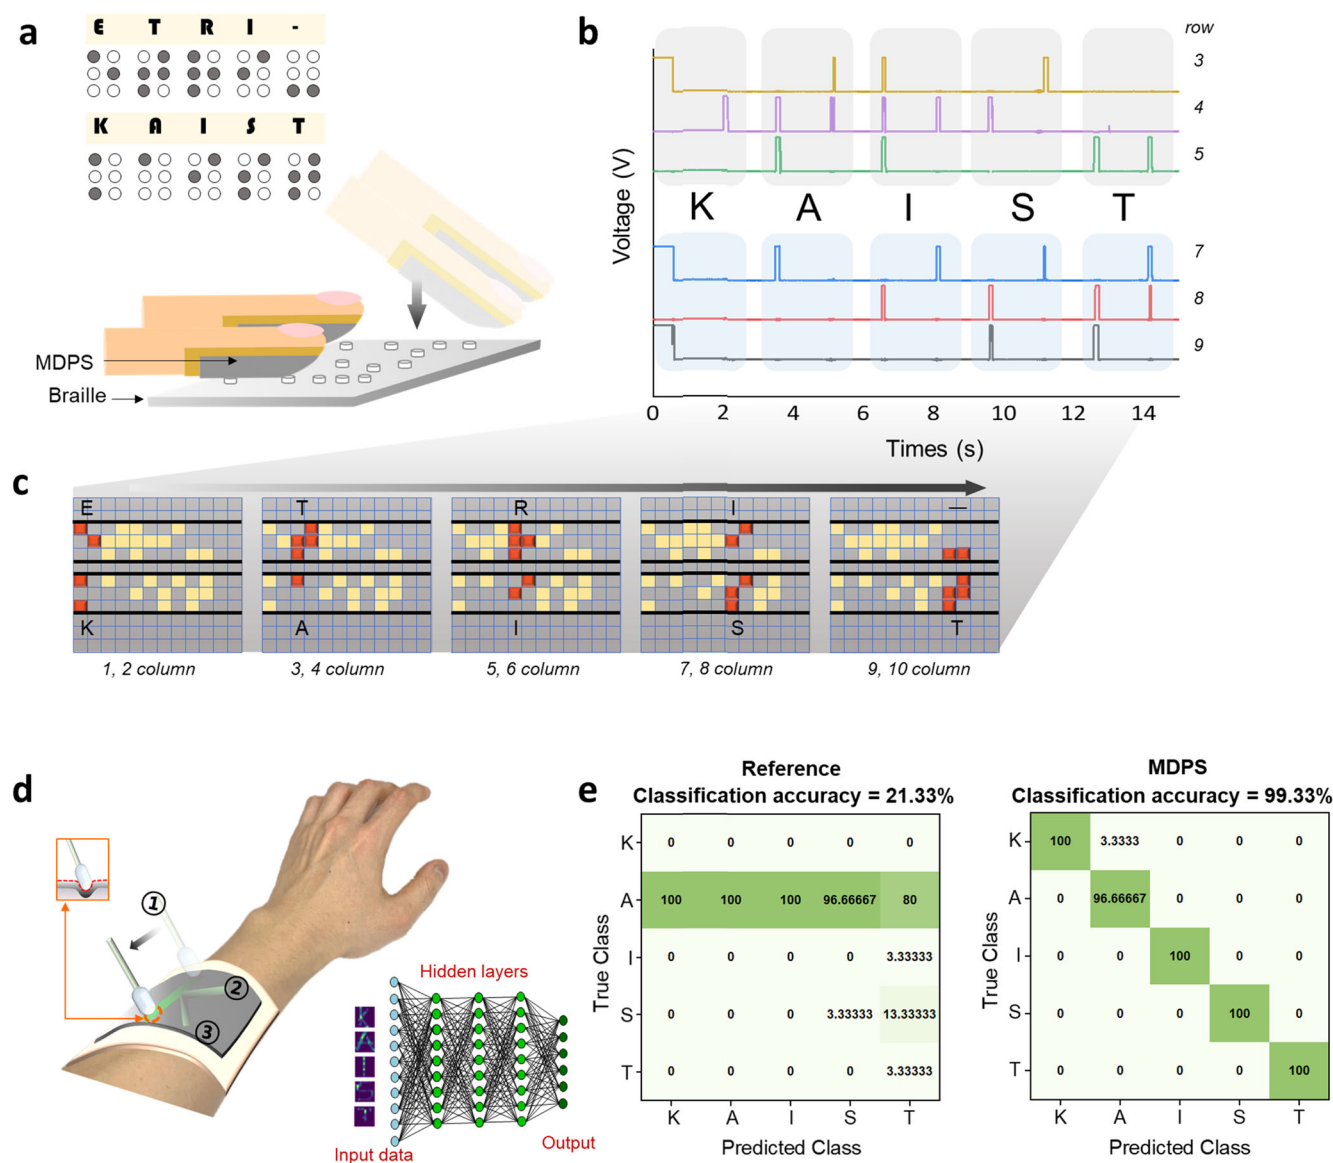 a
E T R I -
K A I S T
MDPS
Braille
b
row
3
4
5
K A I S T
7
8
9
Voltage (V)
0 2 4 6 8 10 12 14
Times (s)
c
E T R I —
K A I S T
1, 2 column 3, 4 column 5, 6 column 7, 8 column 9, 10 column
d
①
②
③
Hidden layers
Input data
Output
e
Reference
Classification accuracy = 21.33%
True Class
K 0 0 0 0 0
A 100 100 100 96.66667 80
I 0 0 0 0 3.33333
S 0 0 0 3.33333 13.33333
T 0 0 0 0 3.33333
K A I S T
Predicted Class
MDPS
Classification accuracy = 99.33%
True Class
K 100 3.3333 0 0 0
A 0 96.66667 0 0 0
I 0 0 100 0 0
S 0 0 0 100 0
T 0 0 0 0 100
K A I S T
Predicted Class